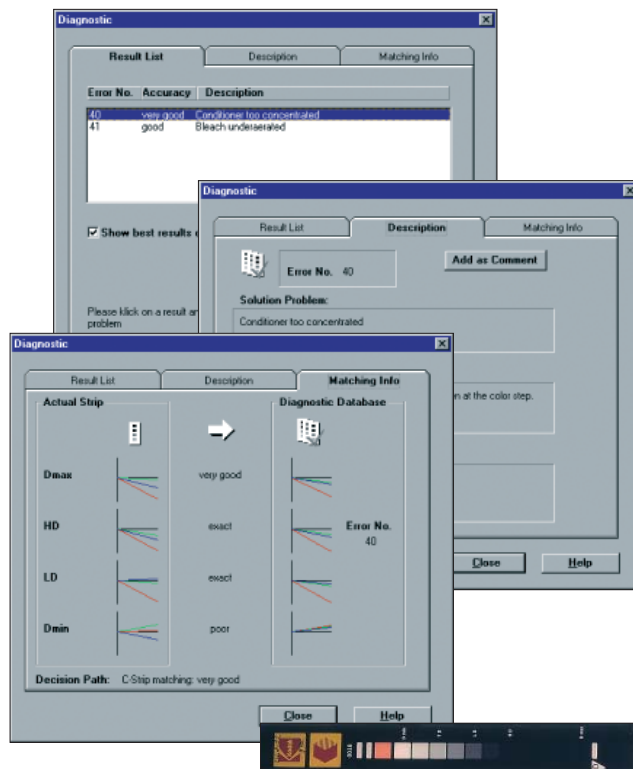 Diagnostic
Result List
Description
Matching Info
Error No. Accuracy Description
40 very good Conditioner too concentrated
41 good Bleach underaerated
Show best results
Please klik on a result
problem
Diagnostic
Result List
Description
Matching Info
Error No. 40
Add as Comment
Solution Problem:
Conditioner too concentrated
at the color step.
Close
Help
Diagnostic
Result List
Description
Matching Info
Actual Strip
Diagnostic Database
Dmax very good
HD exact Error No.
40
LD exact
Dmin poor
Decision Path: C-Strip matching: very good
Close
Help